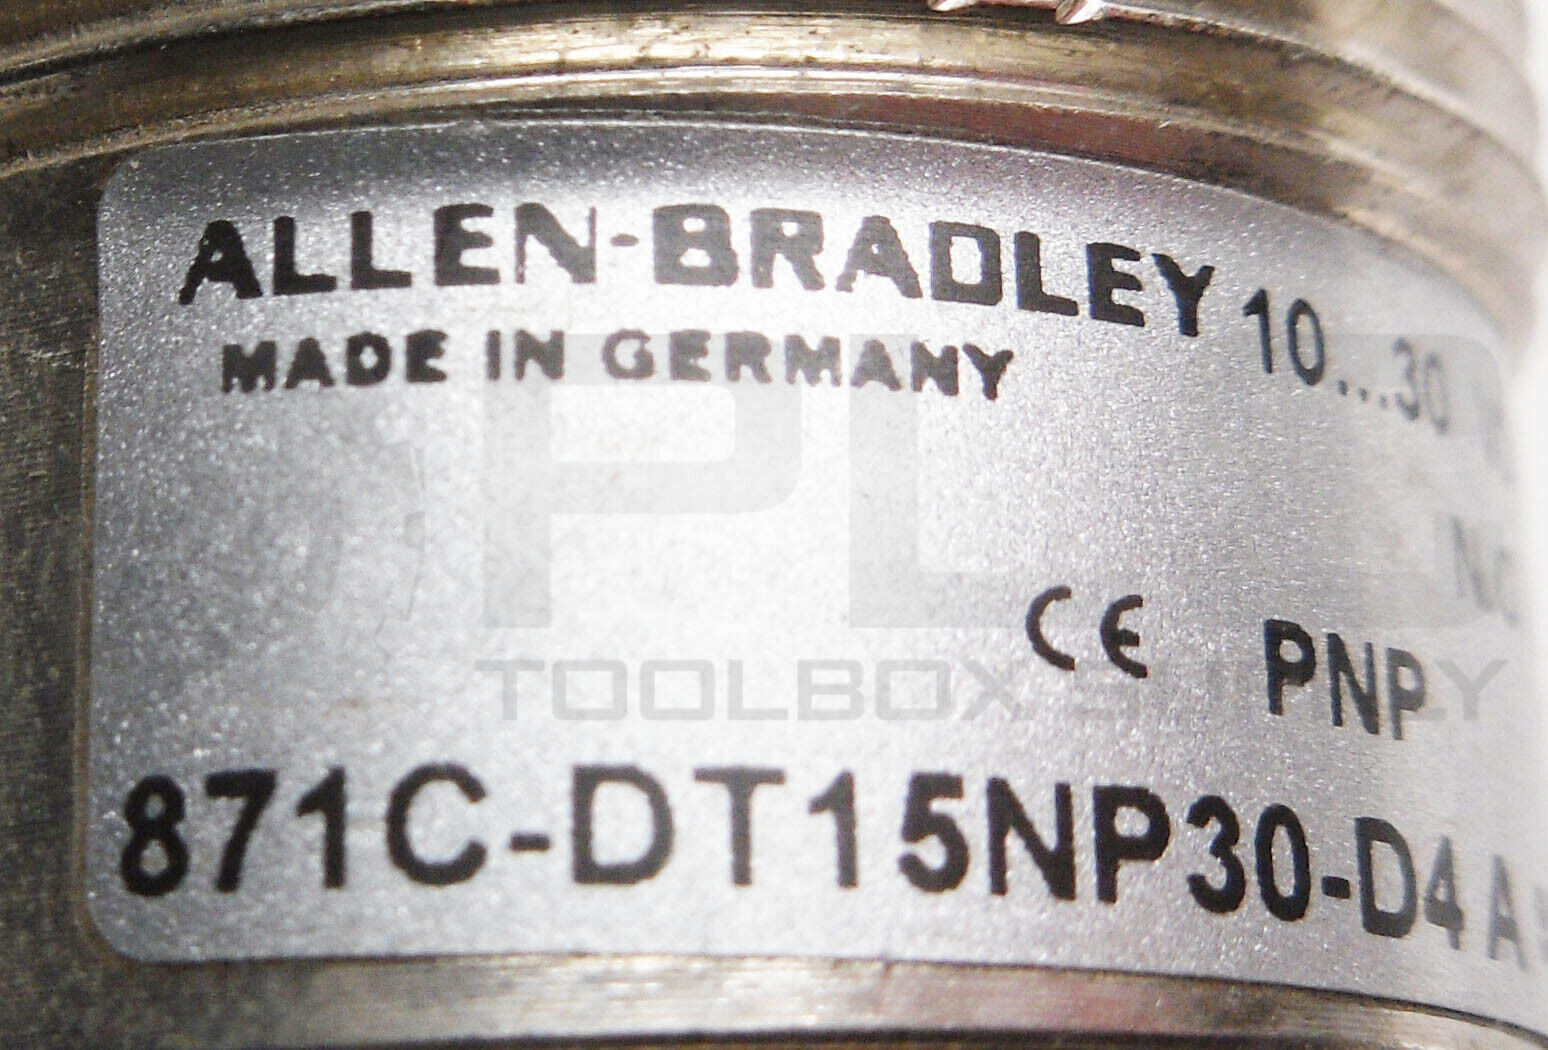 ALLEN-BRADLEY 10...30
MADE IN GERMANY
CE PNP
TOOLBOX
871C-DT15NP30-D4 A